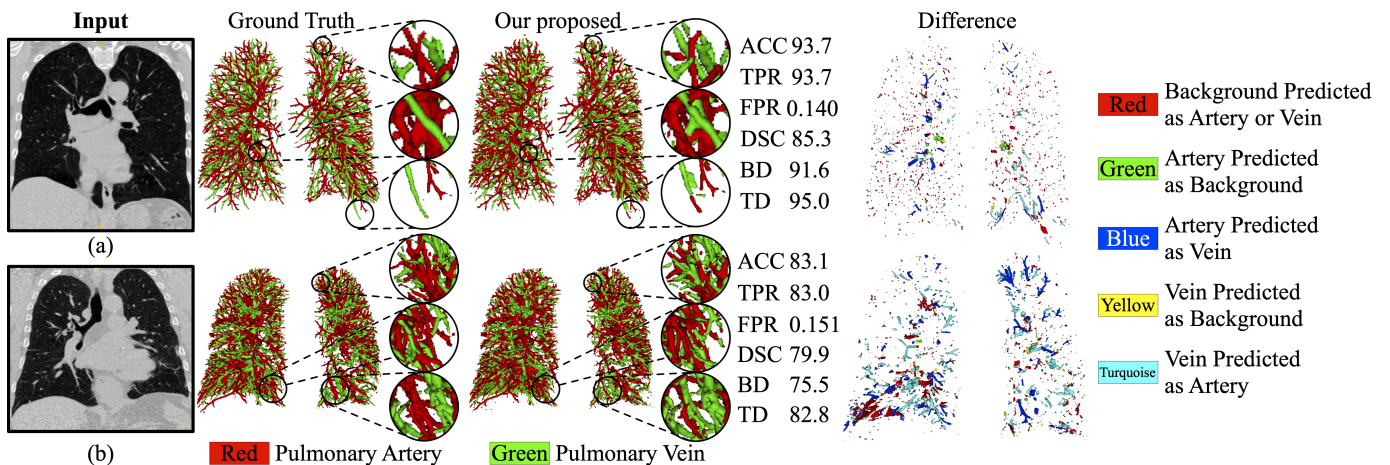 Input
Ground Truth
Our proposed
Difference
ACC 93.7
TPR 93.7
FPR 0.140
DSC 85.3
BD 91.6
TD 95.0
(a)
ACC 83.1
TPR 83.0
FPR 0.151
DSC 79.9
BD 75.5
TD 82.8
(b)
Red Pulmonary Artery
Green Pulmonary Vein
Red Background Predicted
as Artery or Vein
Green Artery Predicted
as Background
Blue Artery Predicted
as Vein
Yellow Vein Predicted
as Background
Turquoise Vein Predicted
as Artery